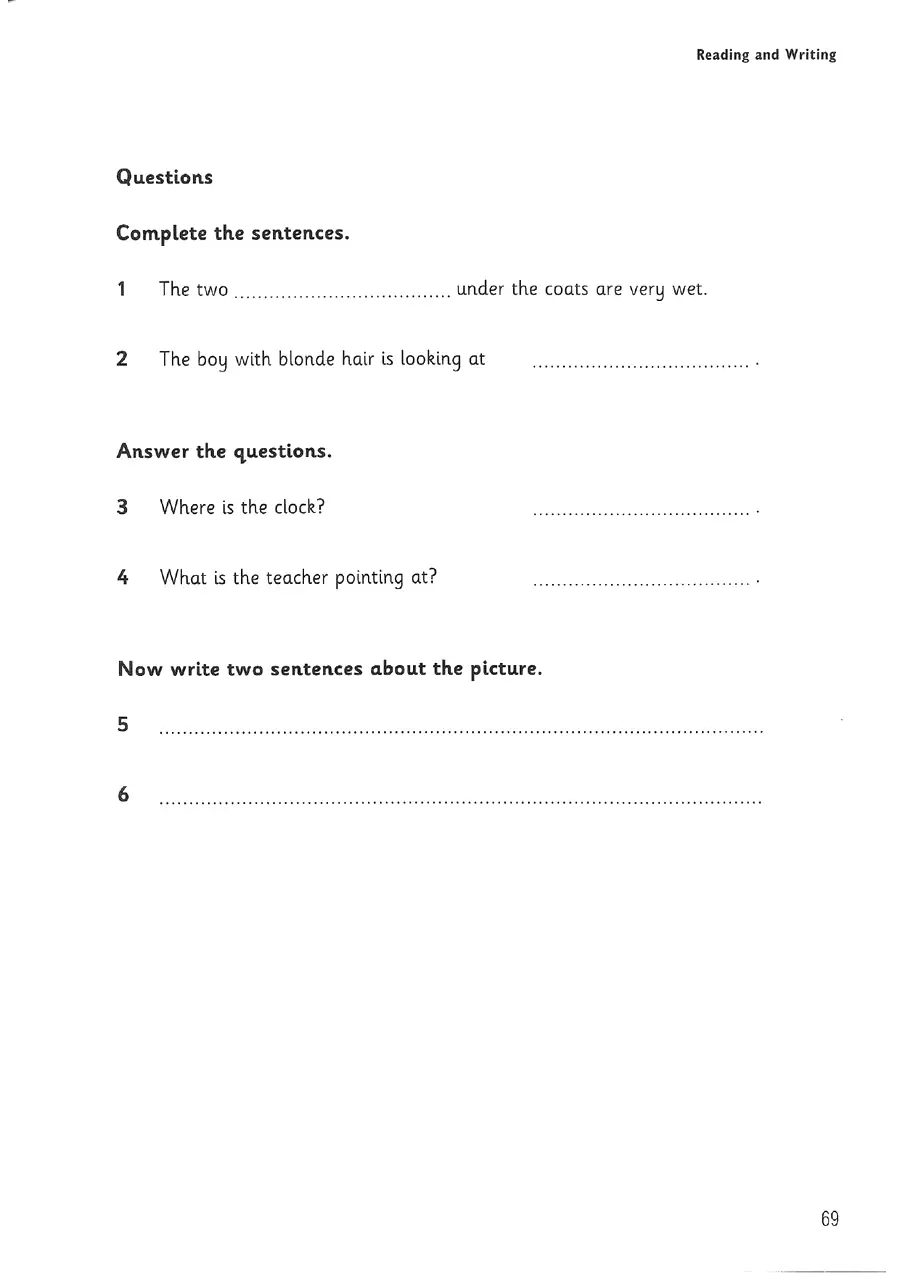 Reading and Writing
Questions
Complete the sentences.
1 The two .................................... under the coats are very wet.
2 The boy with blonde hair is looking at .................................... .
Answer the questions.
3 Where is the clock? .................................... .
4 What is the teacher pointing at? .................................... .
Now write two sentences about the picture.
5 ....................................................................................................
6 ....................................................................................................
69